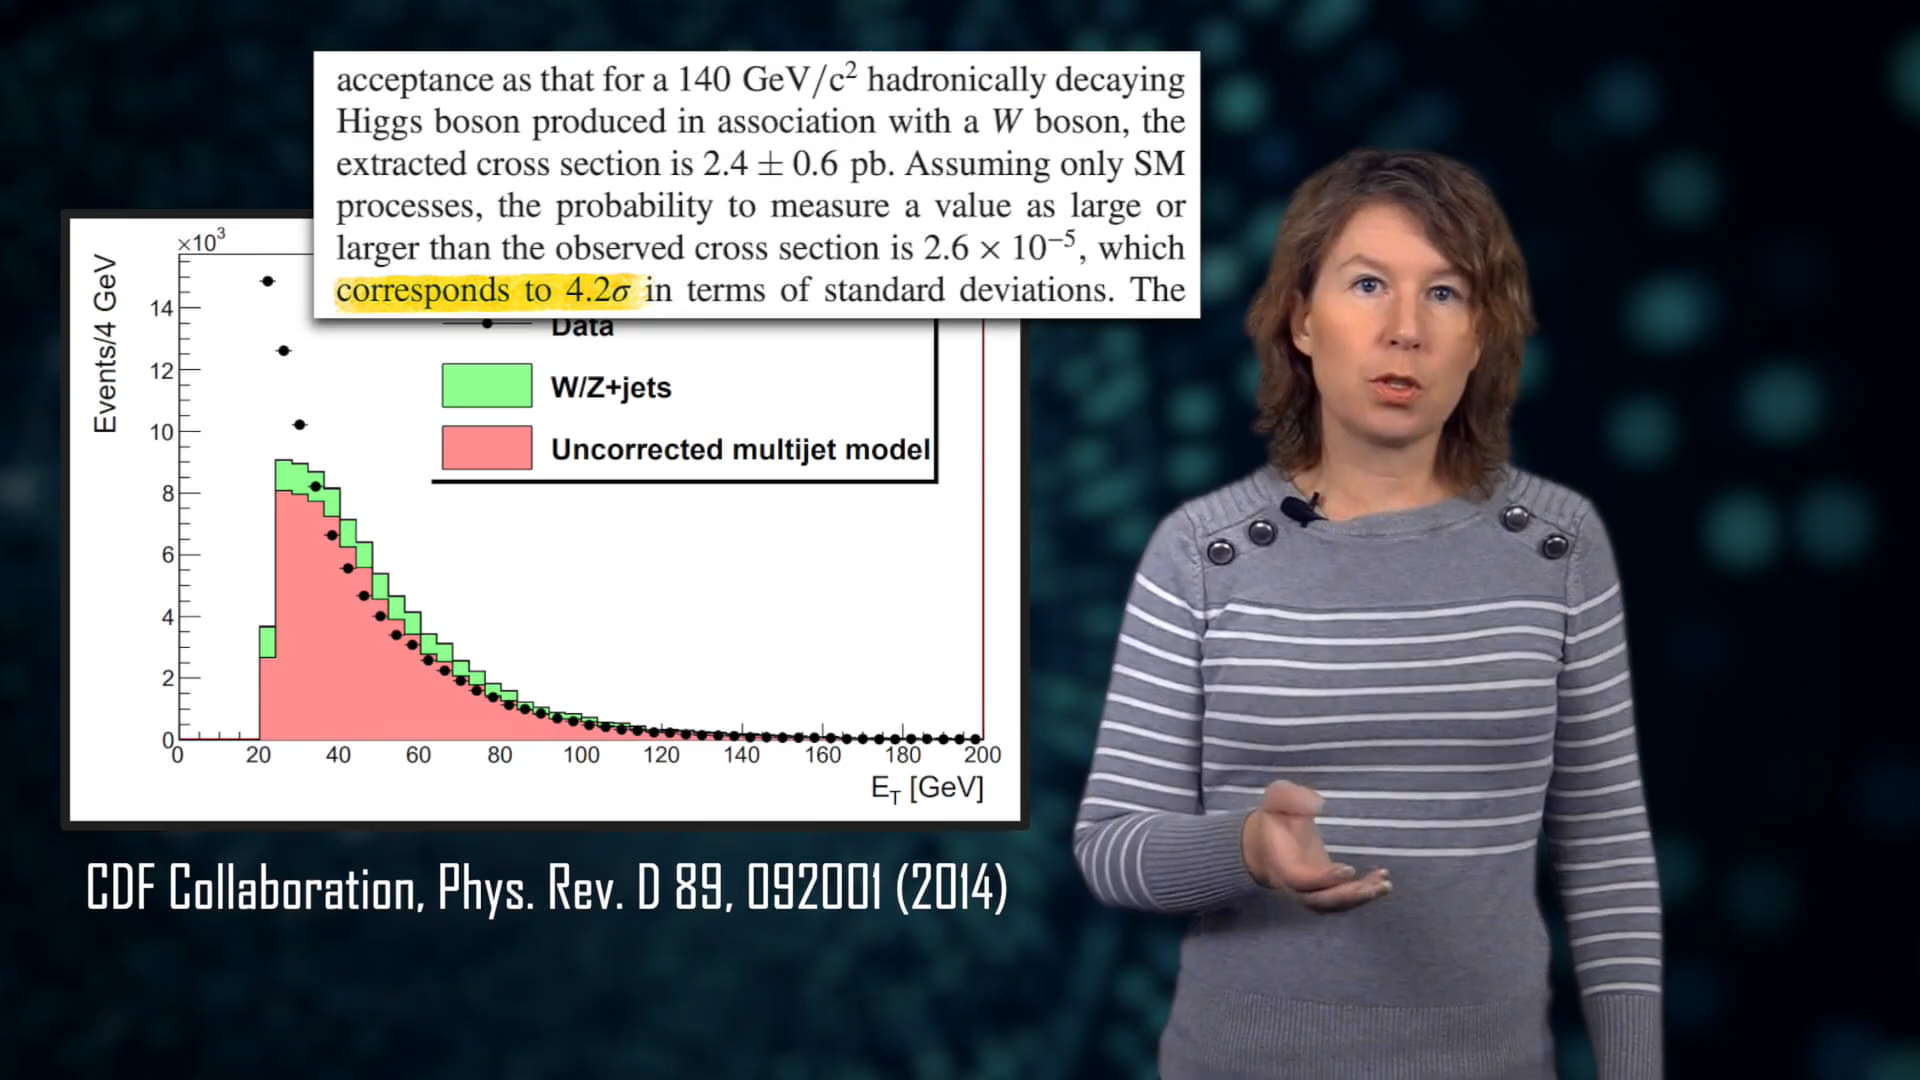 acceptance as that for a 140 GeV/c² hadronically decaying
Higgs boson produced in association with a W boson, the
extracted cross section is 2.4 ± 0.6 pb. Assuming only SM
processes, the probability to measure a value as large or
larger than the observed cross section is 2.6 × 10⁻⁵, which
corresponds to 4.2σ in terms of standard deviations. The
×10³
Events/4 GeV
14
12
10
8
6
4
2
0
Data
W/Z+jets
Uncorrected multijet model
0 20 40 60 80 100 120 140 160 180 200
E_T [GeV]
CDF Collaboration, Phys. Rev. D 89, 092001 (2014)